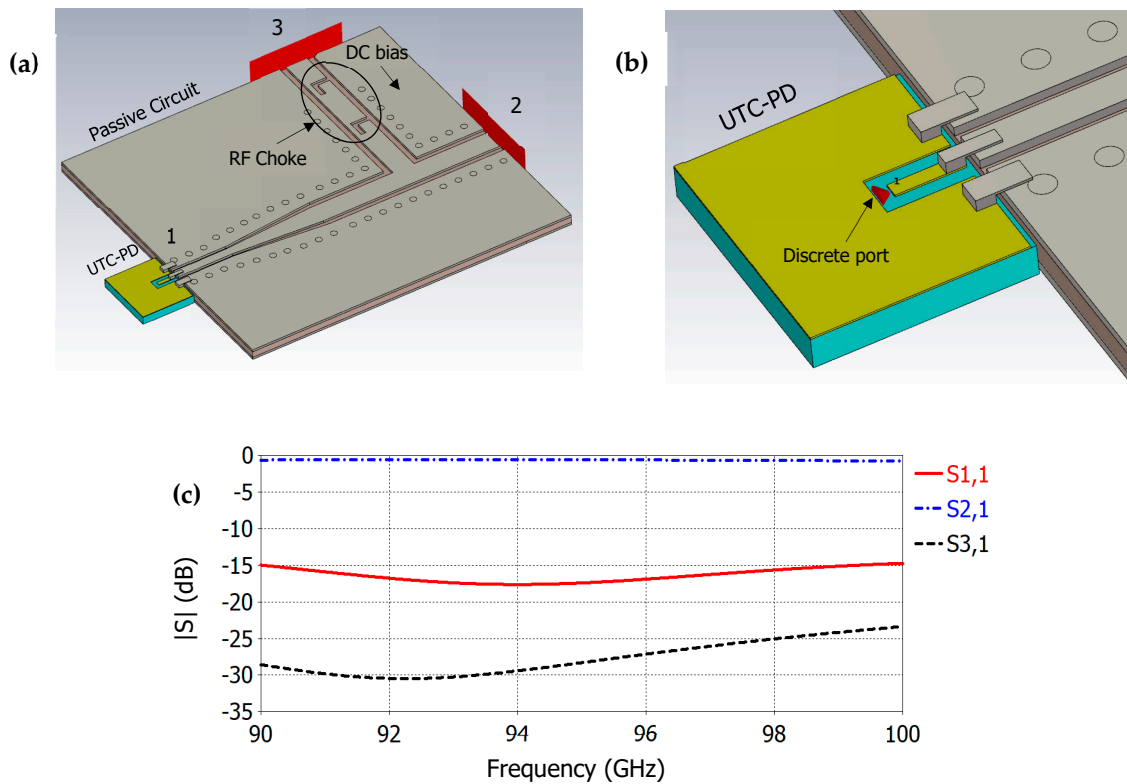 (a)
3
DC bias
Passive Circuit
2
RF Choke
1
UTC-PD
(b)
UTC-PD
1
Discrete port
(c)
0
-5
-10
-15
-20
-25
-30
-35
|S| (dB)
90
92
94
96
98
100
Frequency (GHz)
S1,1
S2,1
S3,1